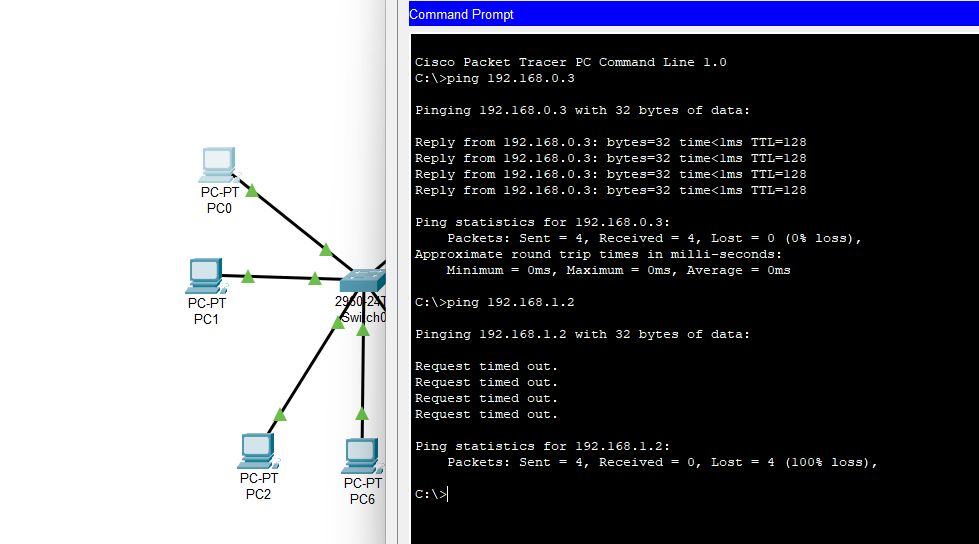 Command Prompt
Cisco Packet Tracer PC Command Line 1.0
C:\>ping 192.168.0.3
Pinging 192.168.0.3 with 32 bytes of data:
Reply from 192.168.0.3: bytes=32 time<1ms TTL=128
Reply from 192.168.0.3: bytes=32 time<1ms TTL=128
Reply from 192.168.0.3: bytes=32 time<1ms TTL=128
Reply from 192.168.0.3: bytes=32 time<1ms TTL=128
Ping statistics for 192.168.0.3:
Packets: Sent = 4, Received = 4, Lost = 0 (0% loss),
Approximate round trip times in milli-seconds:
Minimum = 0ms, Maximum = 0ms, Average = 0ms
C:\>ping 192.168.1.2
Pinging 192.168.1.2 with 32 bytes of data:
Request timed out.
Request timed out.
Request timed out.
Request timed out.
Ping statistics for 192.168.1.2:
Packets: Sent = 4, Received = 0, Lost = 4 (100% loss),
C:\>
PC-PT
PC0
PC-PT
PC1
2950-24T
Switch0
PC-PT
PC2
PC-PT
PC6